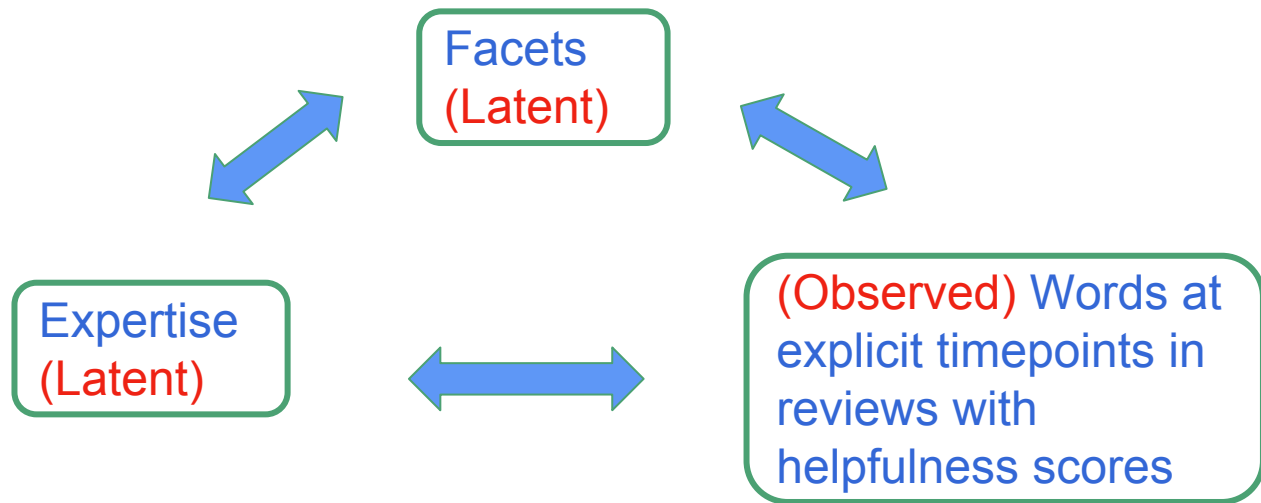 Facets
(Latent)
Expertise
(Latent)
(Observed) Words at
explicit timepoints in
reviews with
helpfulness scores